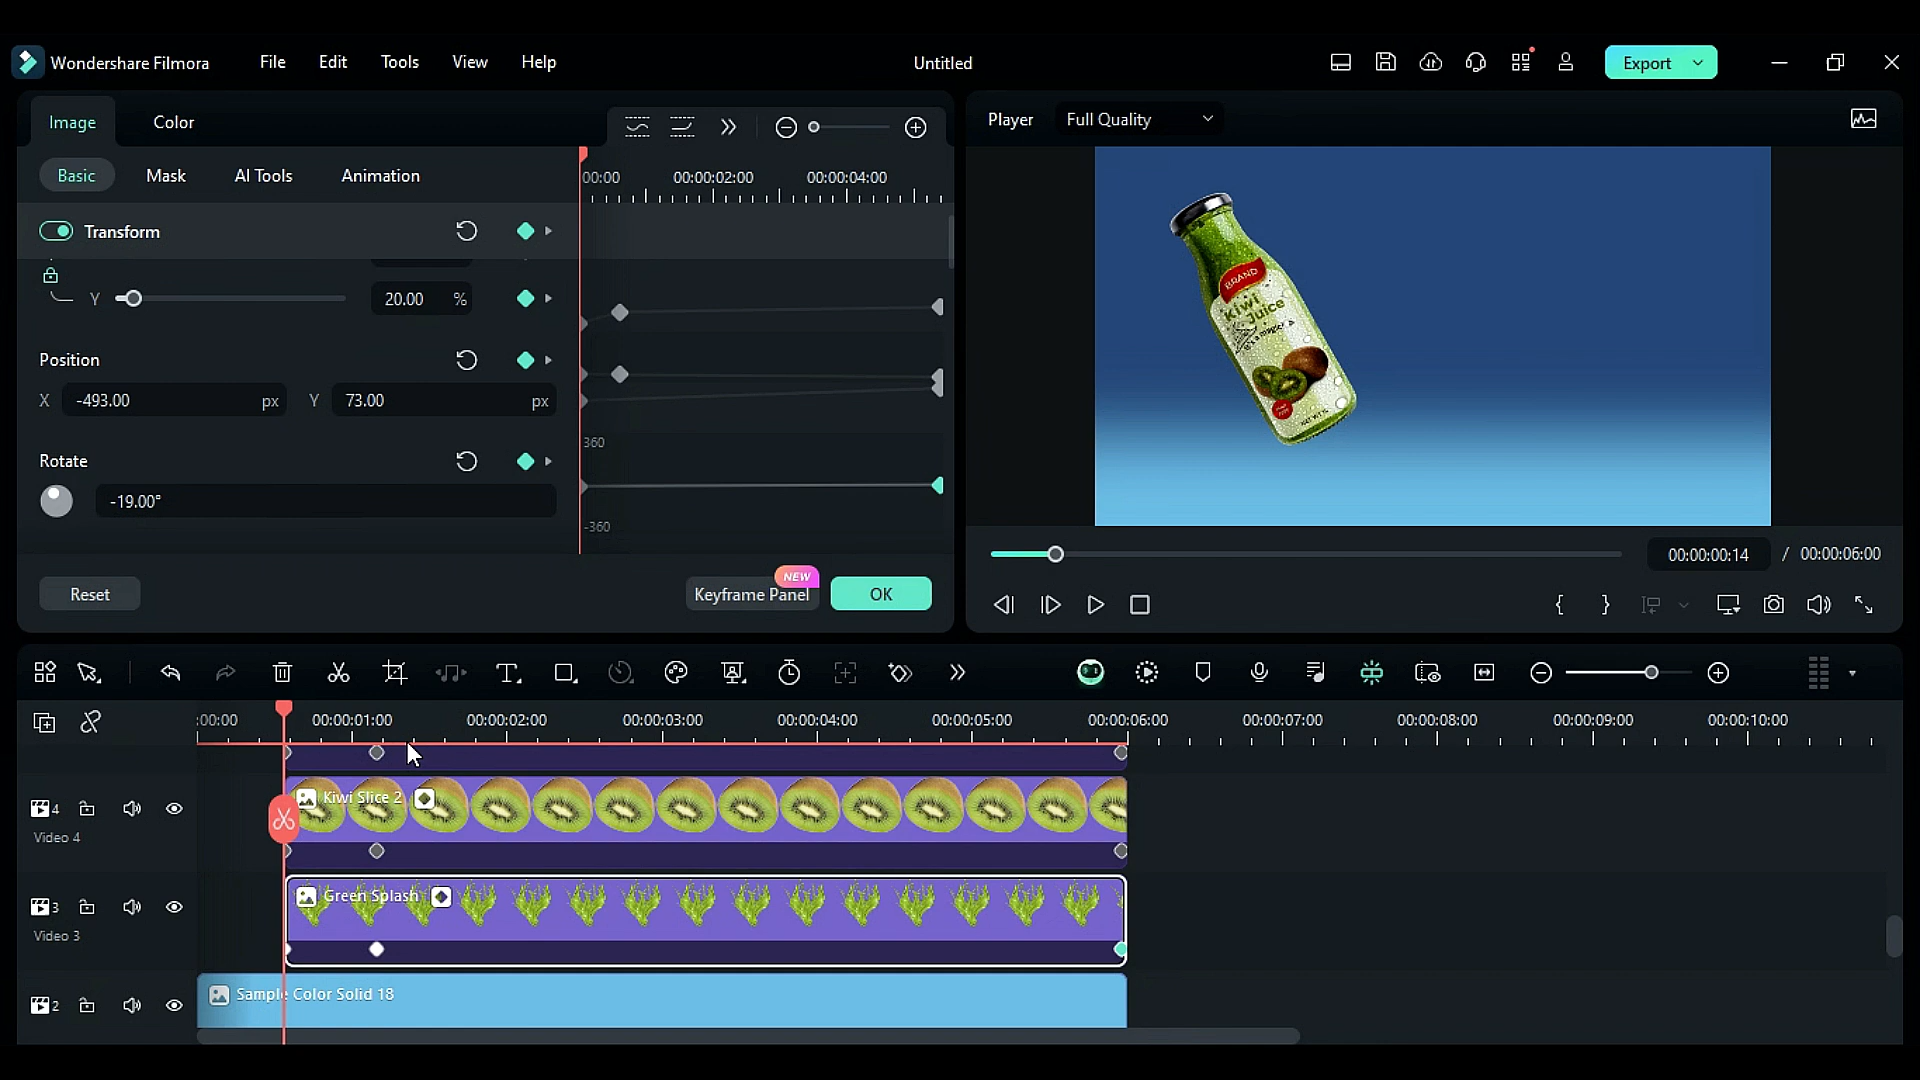 Wondershare Filmora File Edit Tools View Help Untitled Export
Image Color
Player Full Quality
Basic Mask AI Tools Animation
00:00 00:00:02:00 00:00:04:00
Transform
Y 20.00 %
Position
X -493.00 px Y 73.00 px
360
Rotate
-19.00°
-360
Reset
NEW
Keyframe Panel
OK
BRAND
Kiwi
Juice
It's a magic!
00:00:00:14 / 00:00:06:00
:00:00 00:00:01:00 00:00:02:00 00:00:03:00 00:00:04:00 00:00:05:00 00:00:06:00 00:00:07:00 00:00:08:00 00:00:09:00 00:00:10:00
4
Video 4
Kiwi Slice 2
3
Video 3
Green Splash
2
Sample Color Solid 18